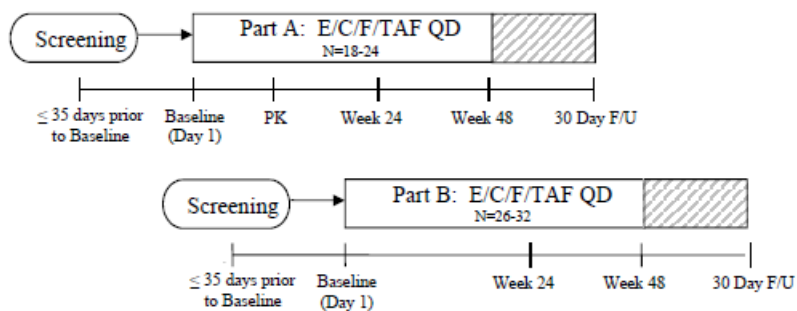 Screening
Part A: E/C/F/TAF QD
N=18-24
≤ 35 days prior
to Baseline
Baseline
(Day 1)
PK
Week 24
Week 48
30 Day F/U
Screening
Part B: E/C/F/TAF QD
N=26-32
≤ 35 days prior
to Baseline
Baseline
(Day 1)
Week 24
Week 48
30 Day F/U